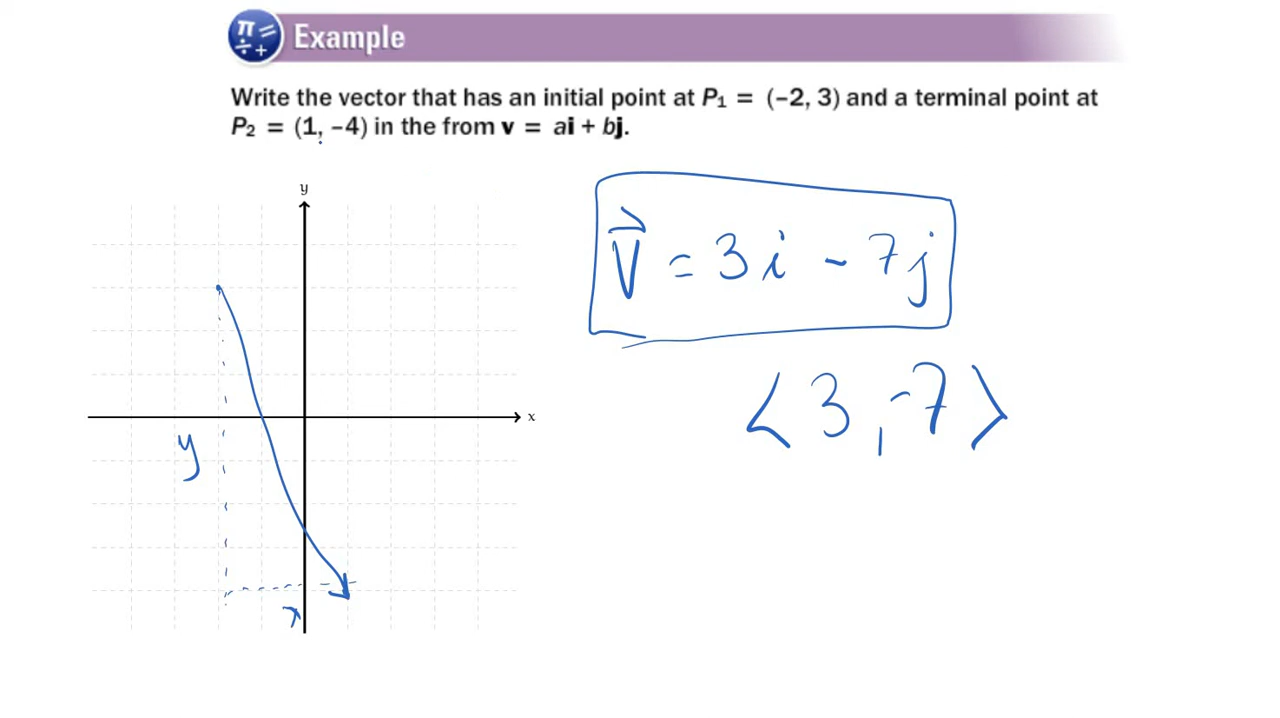 π = ÷ + Example
Write the vector that has an initial point at P₁ = (–2, 3) and a terminal point at
P₂ = (1, –4) in the from v = ai + bj.
y
V⃗ = 3i - 7j
⟨3, -7⟩
x
y
x